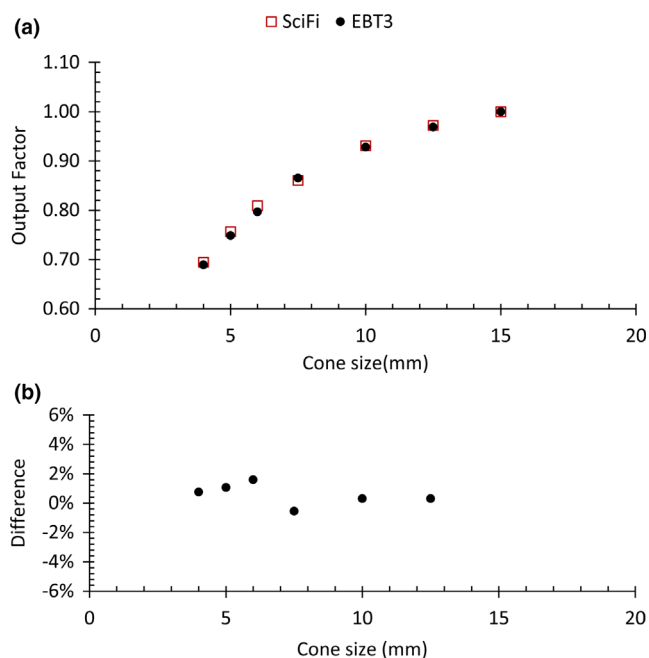 (a)
SciFi EBT3
1.10
1.00
0.90
0.80
0.70
0.60
Output Factor
0 5 10 15 20
Cone size(mm)
(b)
6%
4%
2%
0%
-2%
-4%
-6%
Difference
0 5 10 15 20
Cone size (mm)